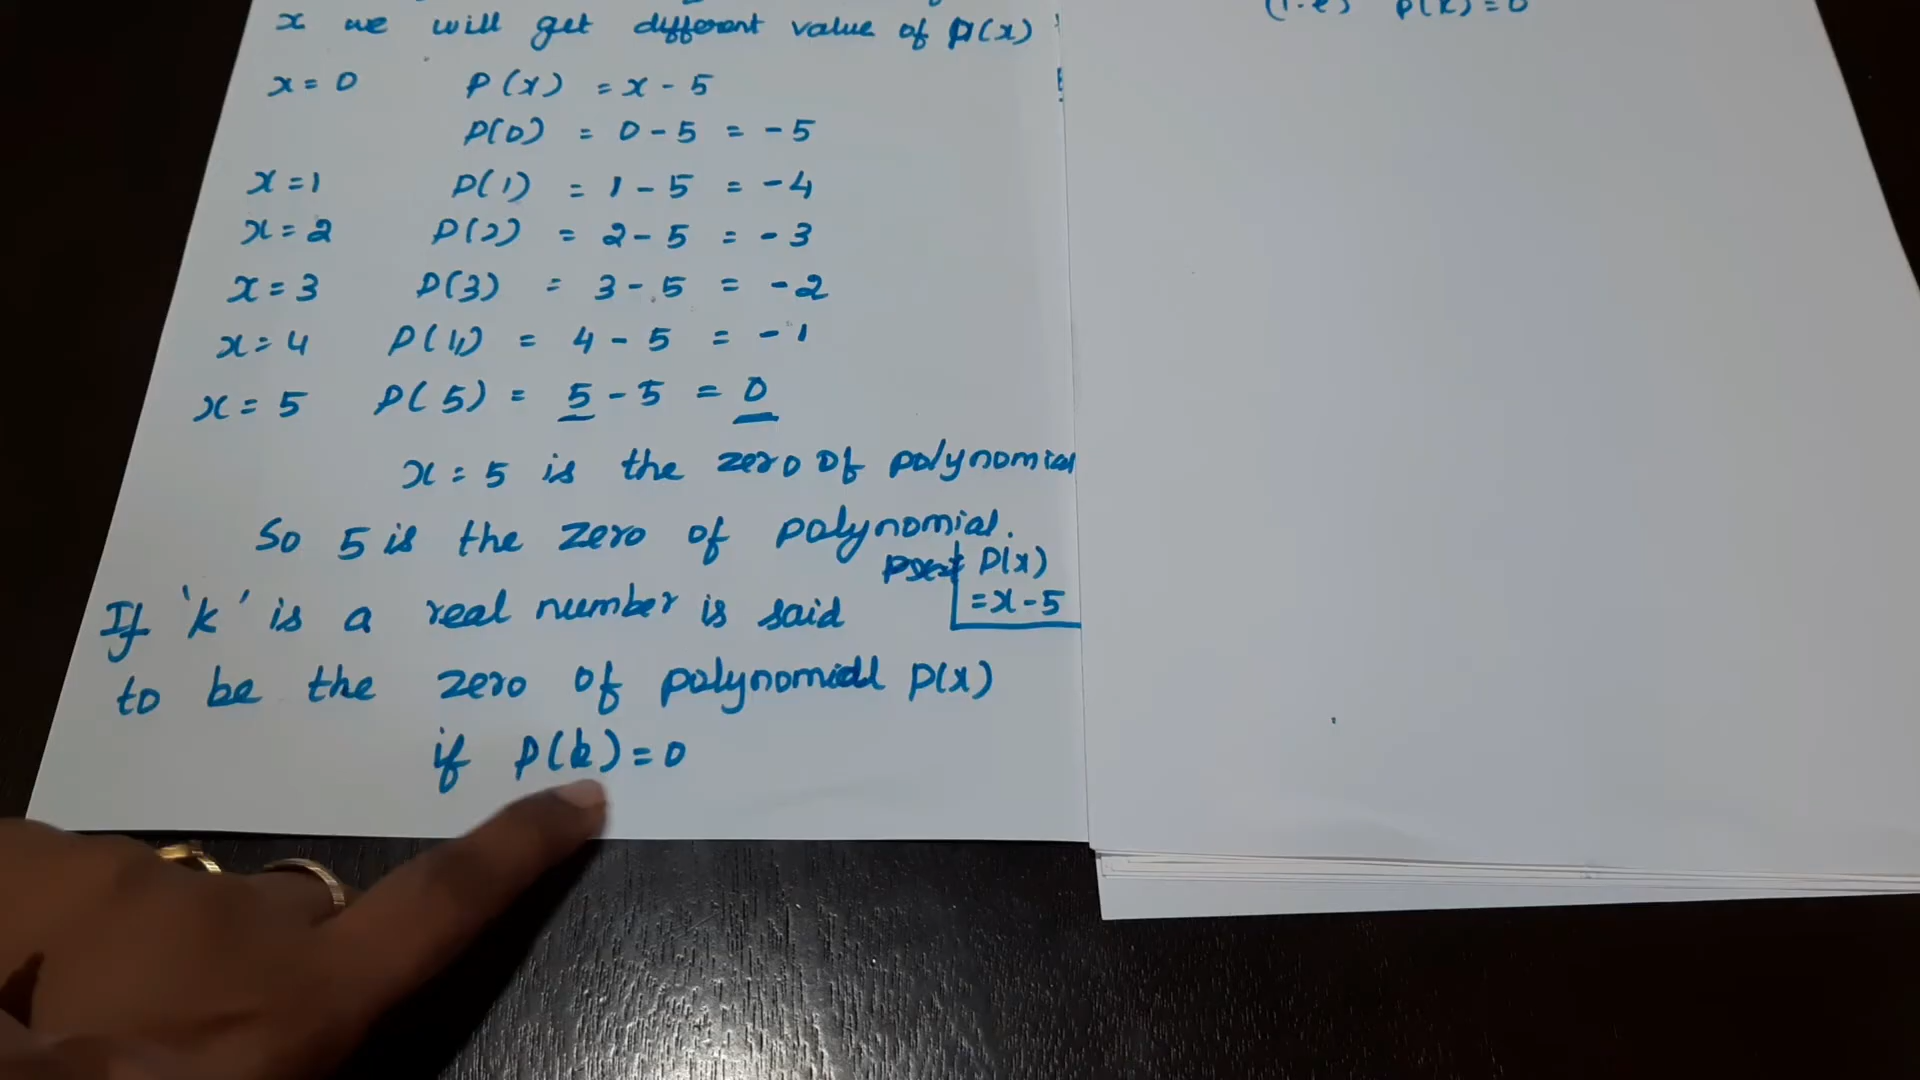 x we will get different value of p(x)
x = 0 P(x) = x - 5
P(0) = 0 - 5 = -5
x = 1 P(1) = 1 - 5 = -4
x = 2 P(2) = 2 - 5 = -3
x = 3 P(3) = 3 - 5 = -2
x = 4 P(4) = 4 - 5 = -1
x = 5 P(5) = 5 - 5 = 0
x = 5 is the zero of polynomial
So 5 is the zero of polynomial.
P(x)
= x - 5
If 'k' is a real number is said
to be the zero of polynomial P(x)
if P(k) = 0
(i.e) P(k) = 0